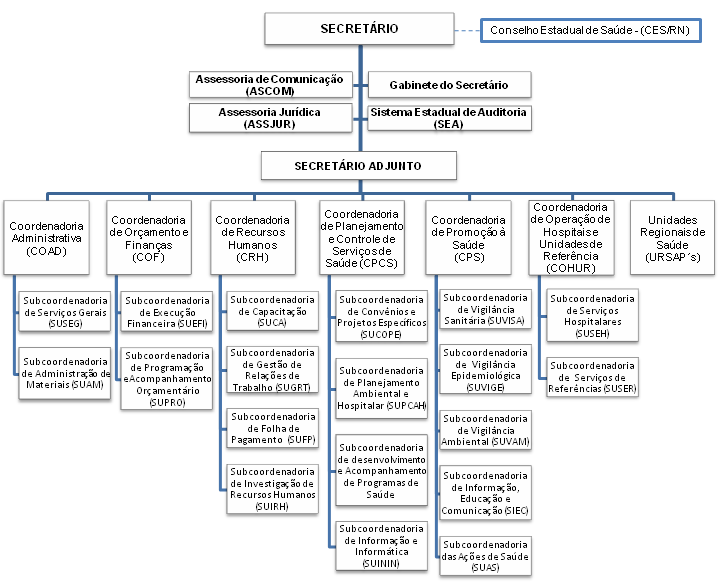 SECRETÁRIO
Conselho Estadual de Saúde - (CES/RN)
Assessoria de Comunicação
(ASCOM)
Gabinete do Secretário
Assessoria Jurídica
(ASSJUR)
Sistema Estadual de Auditoria
(SEA)
SECRETÁRIO ADJUNTO
Coordenadoria
Administrativa
(COAD)
Coordenadoria
de Orçamento e
Finanças
(COF)
Coordenadoria
de Recursos
Humanos
(CRH)
Coordenadoria
de Planejamento
e Controle de
Serviços de
Saúde (CPCS)
Coordenadoria
de Promoção à
Saúde
(CPS)
Coordenadoria
de Operação de
Hospitais e
Unidades de
Referência
(COHUR)
Unidades
Regionais de
Saúde
(URSAP´s)
Subcoordenadoria
de Serviços Gerais
(SUSEG)
Subcoordenadoria
de Administração de
Materiais (SUAM)
Subcoordenadoria
de Execução
Financeira (SUEFI)
Subcoordenadoria
de Programação
e Acompanhamento
Orçamentário
(SUPRO)
Subcoordenadoria
de Capacitação
(SUCA)
Subcoordenadoria
de Gestão de
Relações de
Trabalho (SUGRT)
Subcoordenadoria
de Folha de
Pagamento (SUFP)
Subcoordenadoria
de Investigação de
Recursos Humanos
(SUIRH)
Subcoordenadoria
de Convênios e
Projetos Específicos
(SUCOPE)
Subcoordenadoria
de Planejamento
Ambiental e
Hospitalar (SUPCAH)
Subcoordenadoria
de desenvolvimento
e Acompanhamento
de Programas de
Saúde
Subcoordenadoria
de Informação e
Informática
(SUININ)
Subcoordenadoria
de Vigilância
Sanitária (SUVISA)
Subcoordenadoria
de Vigilância
Epidemiológica
(SUVIGE)
Subcoordenadoria
de Vigilância
Ambiental (SUVAM)
Subcoordenadoria
de Informação,
Educação e
Comunicação (SIEC)
Subcoordenadoria
das Ações de Saúde
(SUAS)
Subcoordenadoria
de Serviços
Hospitalares
(SUSEH)
Subcoordenadoria
de Serviços de
Referências (SUSER)